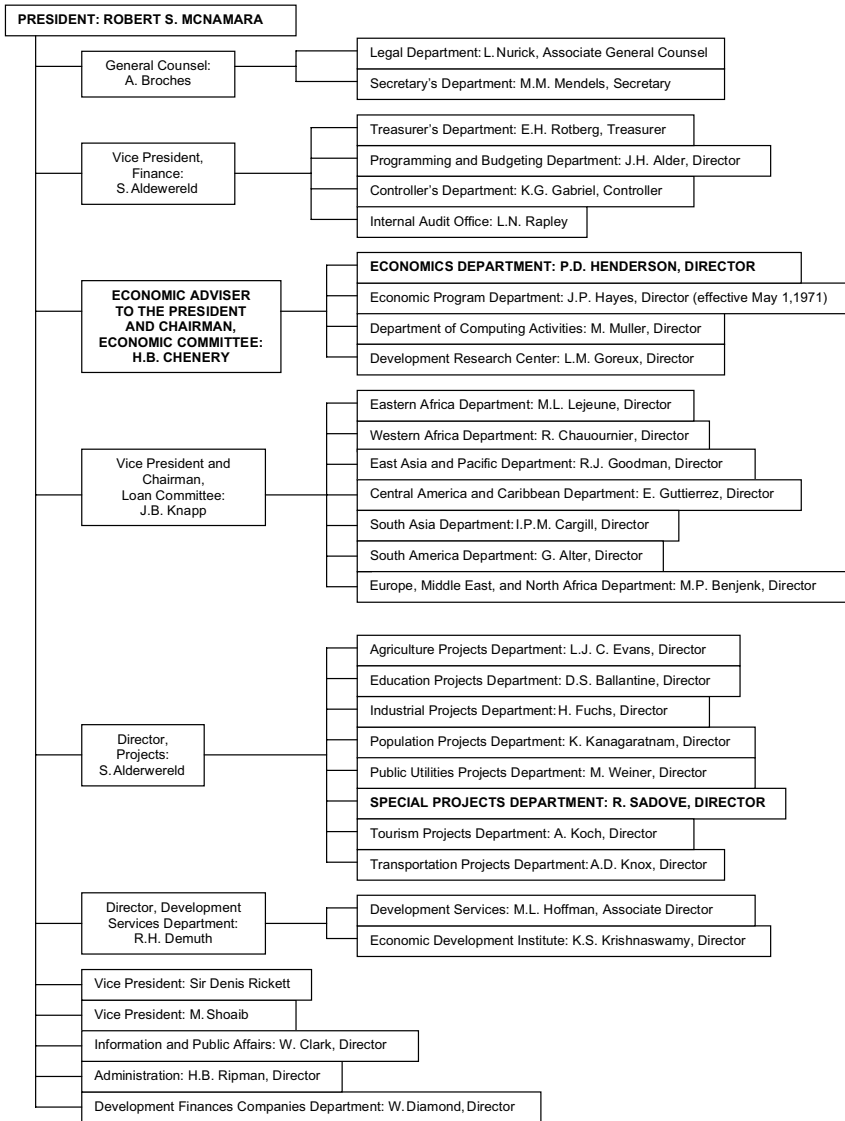 PRESIDENT: ROBERT S. MCNAMARA
General Counsel:
A. Broches
Legal Department: L. Nurick, Associate General Counsel
Secretary's Department: M.M. Mendels, Secretary
Vice President,
Finance:
S. Aldewereld
Treasurer's Department: E.H. Rotberg, Treasurer
Programming and Budgeting Department: J.H. Alder, Director
Controller's Department: K.G. Gabriel, Controller
Internal Audit Office: L.N. Rapley
ECONOMIC ADVISER
TO THE PRESIDENT
AND CHAIRMAN,
ECONOMIC COMMITTEE:
H.B. CHENERY
ECONOMICS DEPARTMENT: P.D. HENDERSON, DIRECTOR
Economic Program Department: J.P. Hayes, Director (effective May 1,1971)
Department of Computing Activities: M. Muller, Director
Development Research Center: L.M. Goreux, Director
Vice President and
Chairman,
Loan Committee:
J.B. Knapp
Eastern Africa Department: M.L. Lejeune, Director
Western Africa Department: R. Chauournier, Director
East Asia and Pacific Department: R.J. Goodman, Director
Central America and Caribbean Department: E. Guttierrez, Director
South Asia Department: I.P.M. Cargill, Director
South America Department: G. Alter, Director
Europe, Middle East, and North Africa Department: M.P. Benjenk, Director
Director,
Projects:
S. Alderwereld
Agriculture Projects Department: L.J. C. Evans, Director
Education Projects Department: D.S. Ballantine, Director
Industrial Projects Department: H. Fuchs, Director
Population Projects Department: K. Kanagaratnam, Director
Public Utilities Projects Department: M. Weiner, Director
SPECIAL PROJECTS DEPARTMENT: R. SADOVE, DIRECTOR
Tourism Projects Department: A. Koch, Director
Transportation Projects Department: A.D. Knox, Director
Director, Development
Services Department:
R.H. Demuth
Development Services: M.L. Hoffman, Associate Director
Economic Development Institute: K.S. Krishnaswamy, Director
Vice President: Sir Denis Rickett
Vice President: M. Shoaib
Information and Public Affairs: W. Clark, Director
Administration: H.B. Ripman, Director
Development Finances Companies Department: W. Diamond, Director